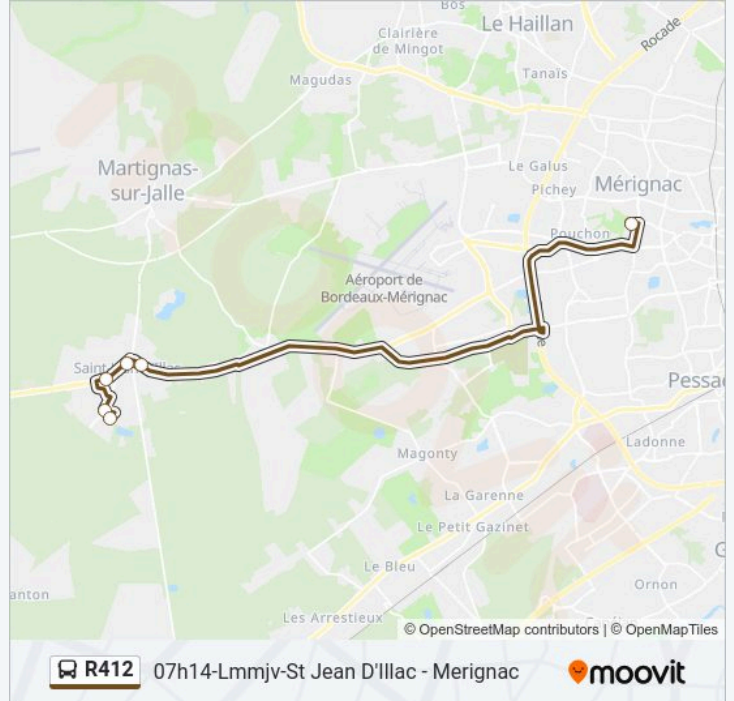 Bos
Le Haillan
Clairière
de Mingot
Rocade
Tanaïs
Magudas
Martignas-
sur-Jalle
Le Galus
Pichey
Mérignac
Pouchon
Aéroport de
Bordeaux-Mérignac
Pessac
Magonty
Ladonne
La Garenne
Le Petit Gazinet
Le Bleu
Ornon
anton
Les Arrestieux
© OpenStreetMap contributors | © OpenMapTiles
R412 07h14-Lmmjv-St Jean D'Illac - Merignac moovit